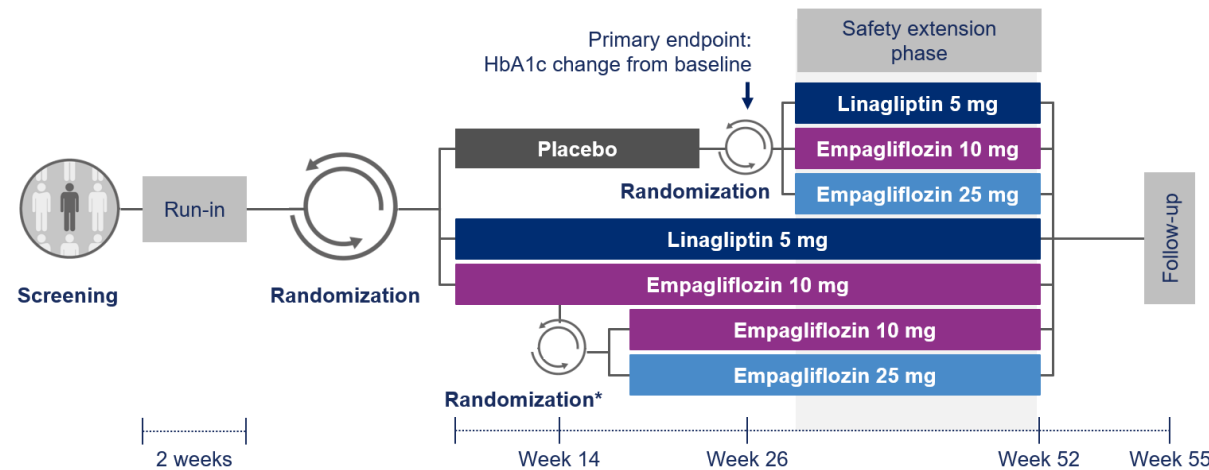 Primary endpoint:
HbA1c change from baseline
Safety extension
phase
Linagliptin 5 mg
Placebo
Empagliflozin 10 mg
Randomization
Empagliflozin 25 mg
Run-in
Linagliptin 5 mg
Follow-up
Screening
Randomization
Empagliflozin 10 mg
Empagliflozin 10 mg
Empagliflozin 25 mg
Randomization*
2 weeks
Week 14
Week 26
Week 52
Week 55